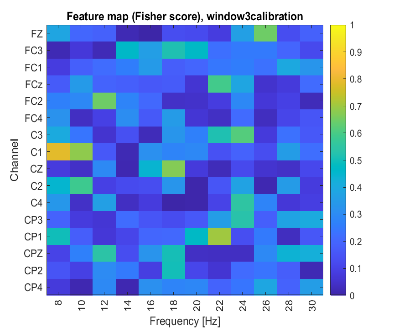 Feature map (Fisher score), window3calibration
Channel
FZ
FC3
FC1
FCz
FC2
FC4
C3
C1
CZ
C2
C4
CP3
CP1
CPZ
CP2
CP4
8 10 12 14 16 18 20 22 24 26 28 30
Frequency [Hz]
1
0.9
0.8
0.7
0.6
0.5
0.4
0.3
0.2
0.1
0